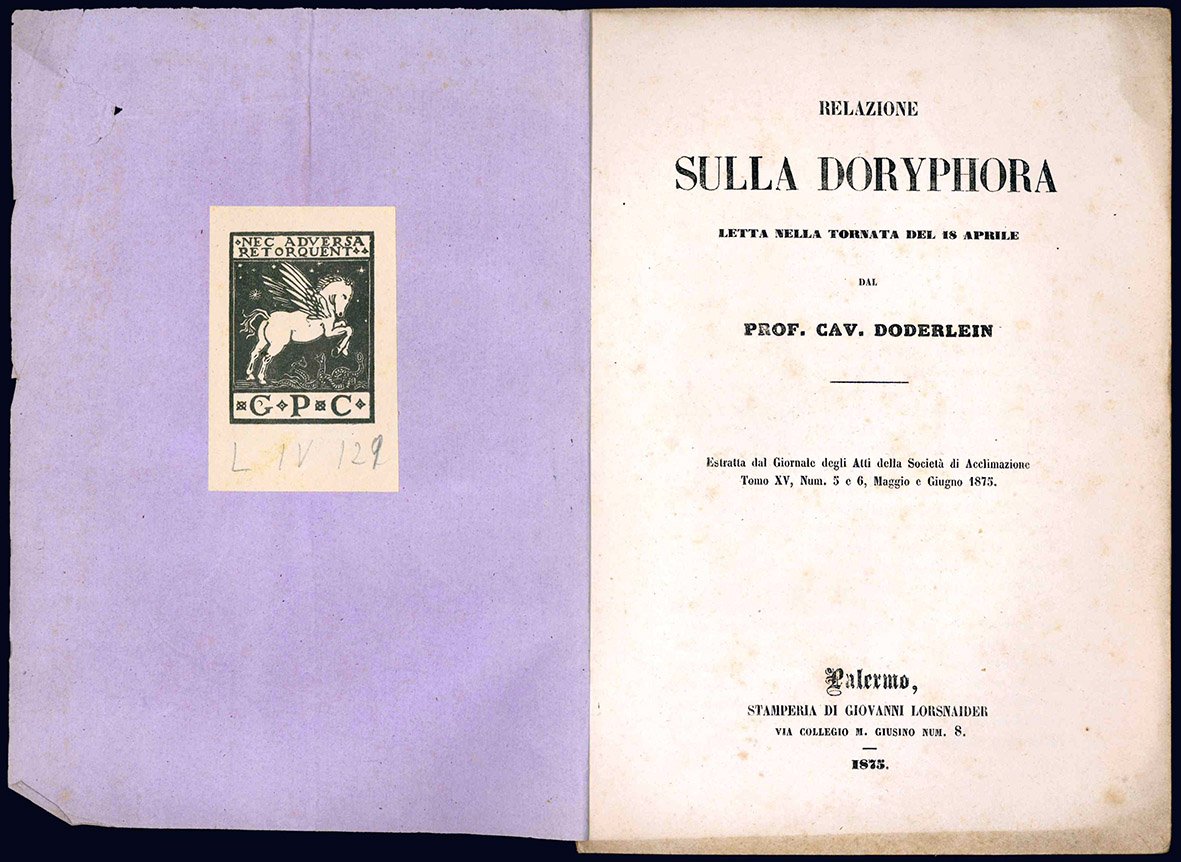 NEC ADVERSA
RETORQUENT
G P C
L IV 129
RELAZIONE
SULLA DORYPHORA
LETTA NELLA TORNATA DEL 18 APRILE
DAL
PROF. CAV. DODERLEIN
Estratta dal Giornale degli Atti della Società di Acclimazione
Tomo XV, Num. 5 e 6, Maggio e Giugno 1875.
Palermo,
STAMPERIA DI GIOVANNI LORSNAIDER
VIA COLLEGIO M. GIUSINO NUM. 8.
1875.